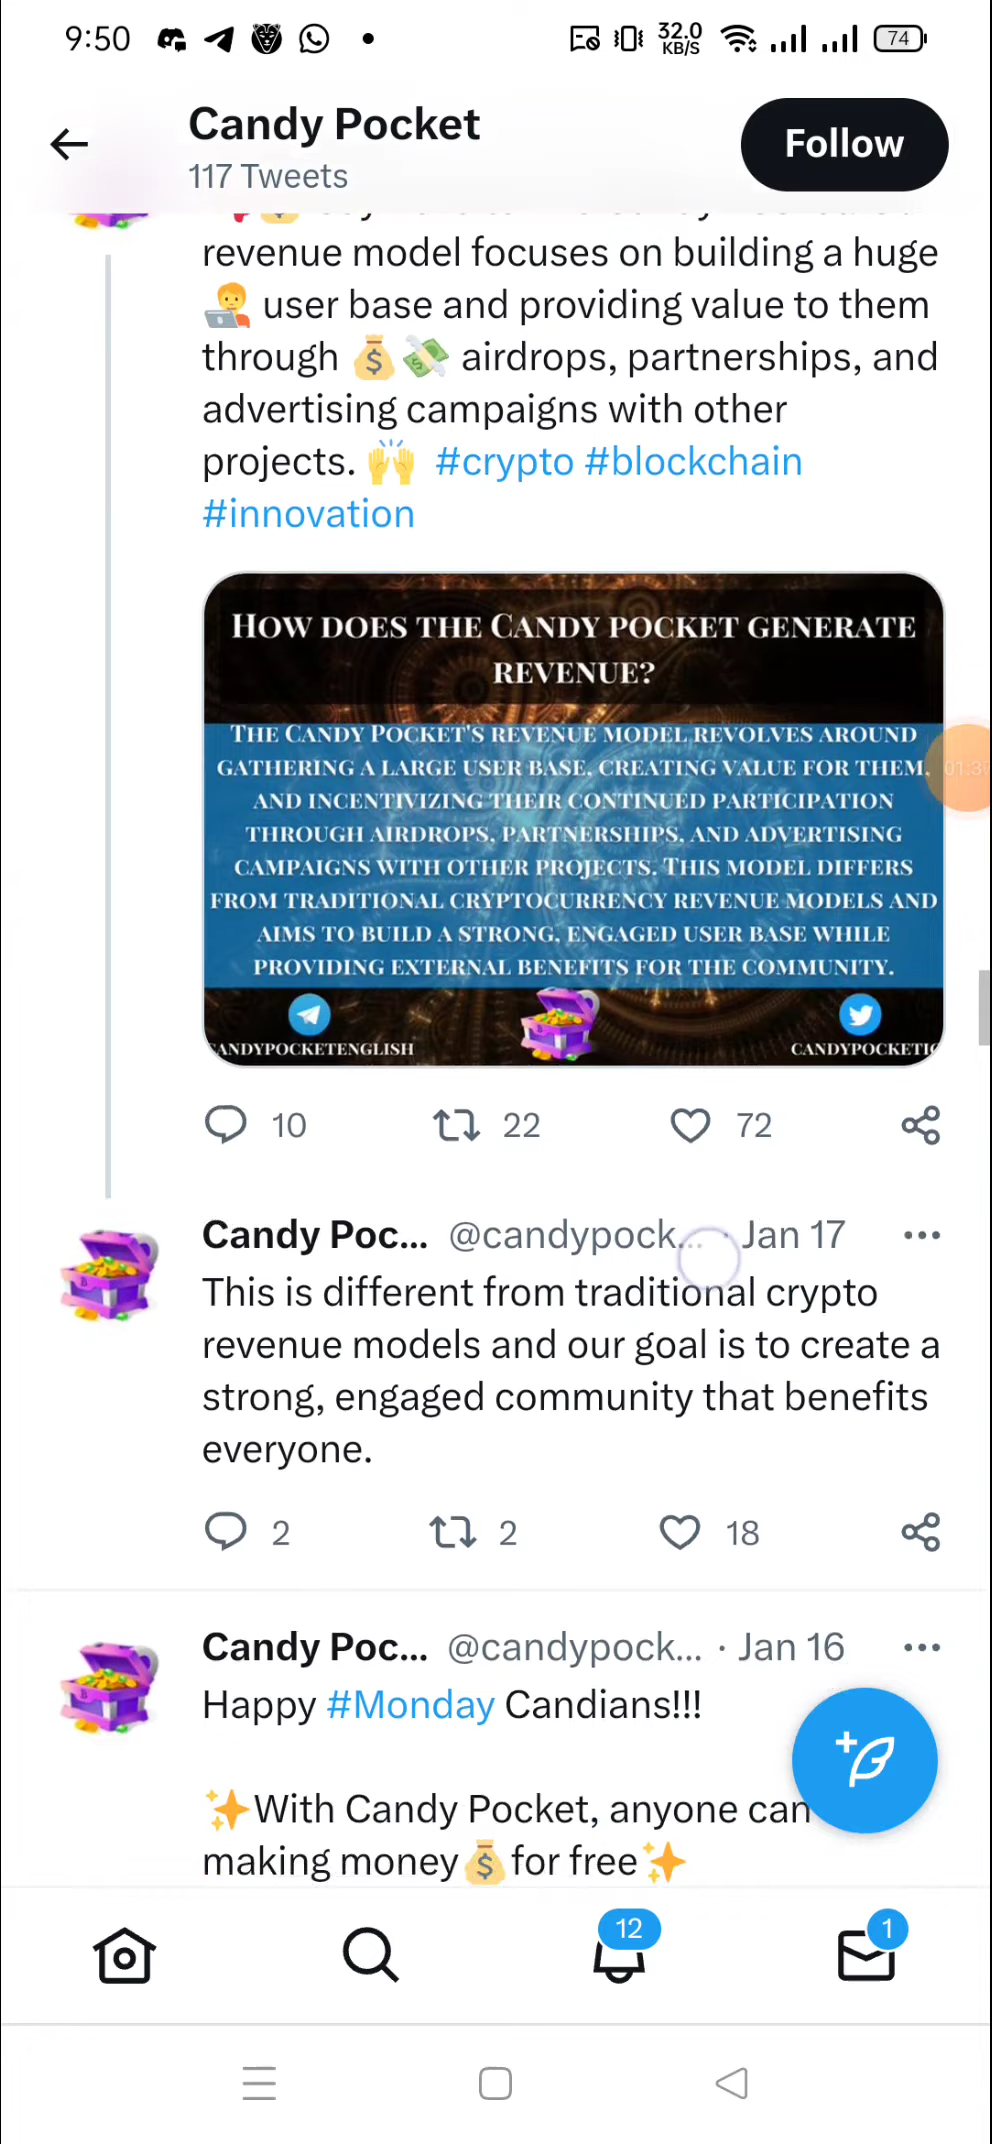 9:50
32.0
KB/S
74
Candy Pocket
117 Tweets
Follow
revenue model focuses on building a huge
user base and providing value to them
through airdrops, partnerships, and
advertising campaigns with other
projects. #crypto #blockchain
#innovation
HOW DOES THE CANDY POCKET GENERATE
REVENUE?
THE CANDY POCKET'S REVENUE MODEL REVOLVES AROUND
GATHERING A LARGE USER BASE, CREATING VALUE FOR THEM,
AND INCENTIVIZING THEIR CONTINUED PARTICIPATION
THROUGH AIRDROPS, PARTNERSHIPS, AND ADVERTISING
CAMPAIGNS WITH OTHER PROJECTS. THIS MODEL DIFFERS
FROM TRADITIONAL CRYPTOCURRENCY REVENUE MODELS AND
AIMS TO BUILD A STRONG, ENGAGED USER BASE WHILE
PROVIDING EXTERNAL BENEFITS FOR THE COMMUNITY.
ANDYPOCKETENGLISH
CANDYPOCKETI
10
22
72
Candy Poc... @candypock... · Jan 17
This is different from traditional crypto
revenue models and our goal is to create a
strong, engaged community that benefits
everyone.
2
2
18
Candy Poc... @candypock... · Jan 16
Happy #Monday Candians!!!
With Candy Pocket, anyone can
making money for free
12
1